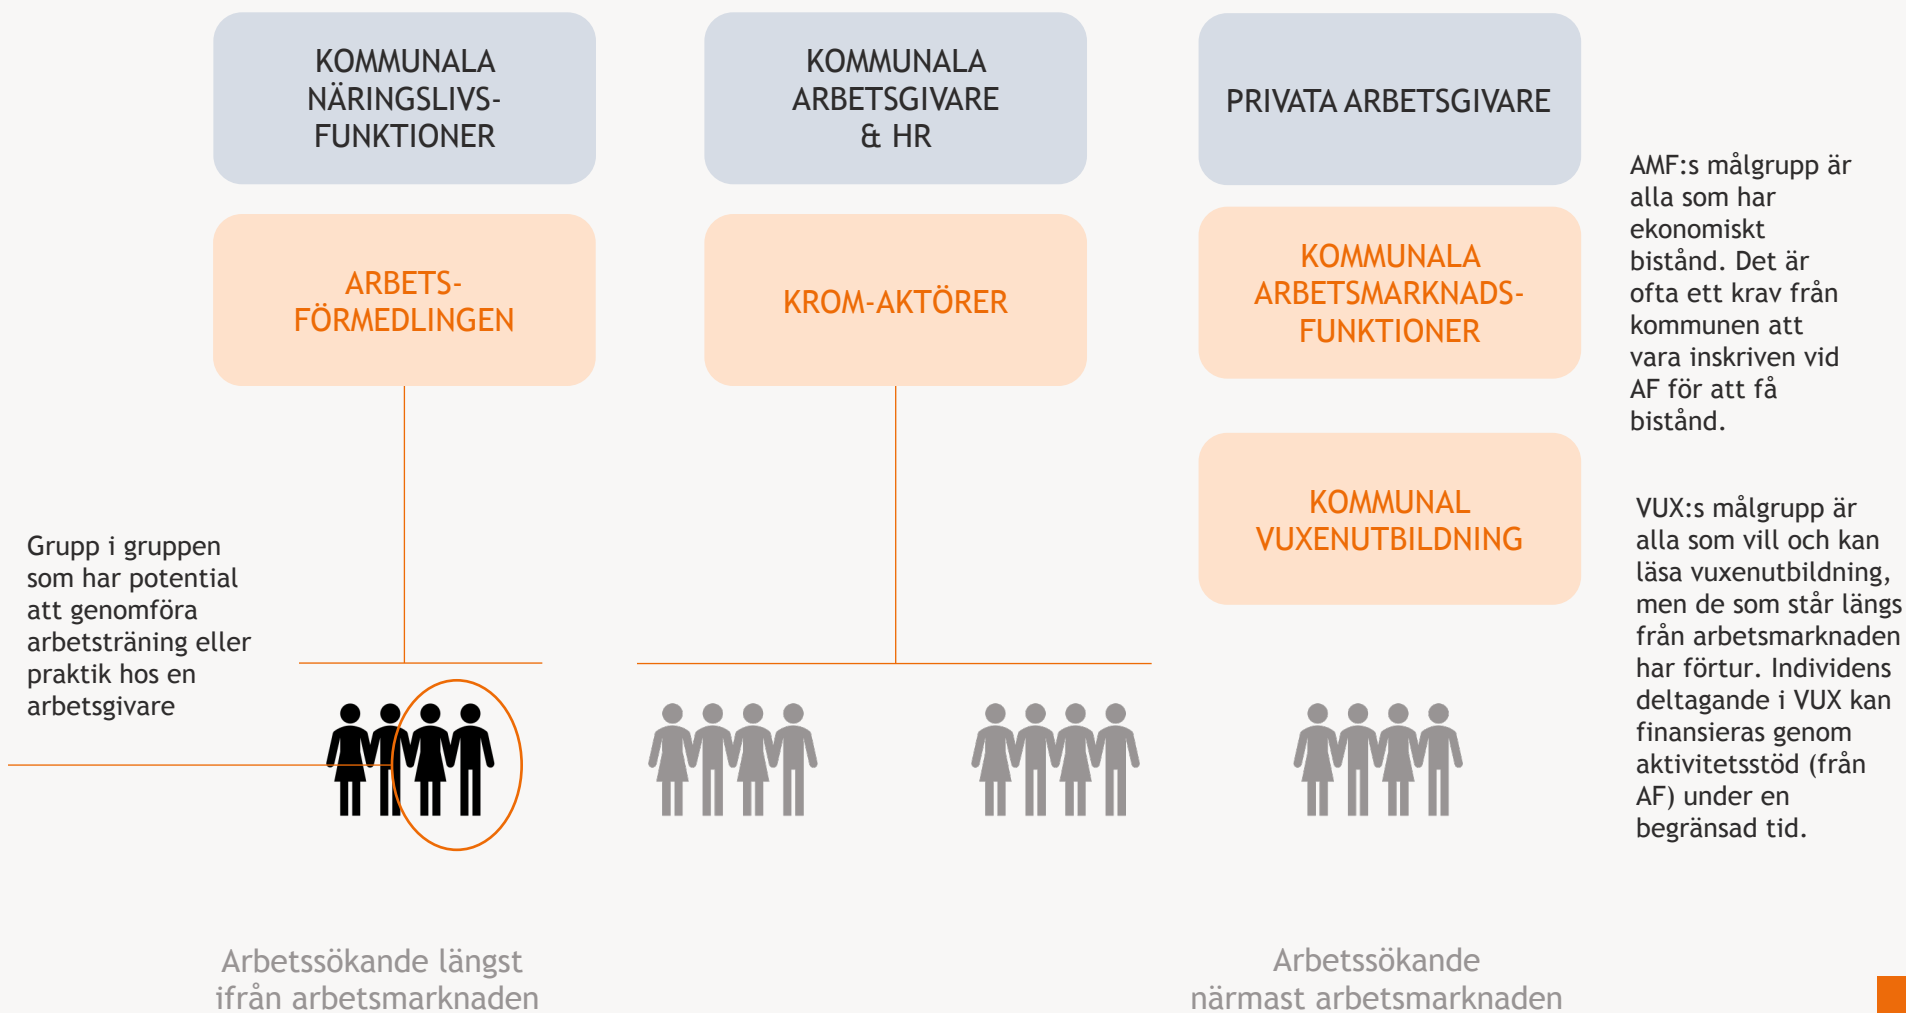 KOMMUNALA
NÄRINGSLIVS-
FUNKTIONER
KOMMUNALA
ARBETSGIVARE
& HR
PRIVATA ARBETSGIVARE
ARBETS-
FÖRMEDLINGEN
KROM-AKTÖRER
KOMMUNALA
ARBETSMARKNADS-
FUNKTIONER
KOMMUNAL
VUXENUTBILDNING
AMF:s målgrupp är
alla som har
ekonomiskt
bistånd. Det är
ofta ett krav från
kommunen att
vara inskriven vid
AF för att få
bistånd.
VUX:s målgrupp är
alla som vill och kan
läsa vuxenutbildning,
men de som står längs
från arbetsmarknaden
har förtur. Individens
deltagande i VUX kan
finansieras genom
aktivitetsstöd (från
AF) under en
begränsad tid.
Grupp i gruppen
som har potential
att genomföra
arbetsträning eller
praktik hos en
arbetsgivare
Arbetssökande längst
ifrån arbetsmarknaden
Arbetssökande
närmast arbetsmarknaden